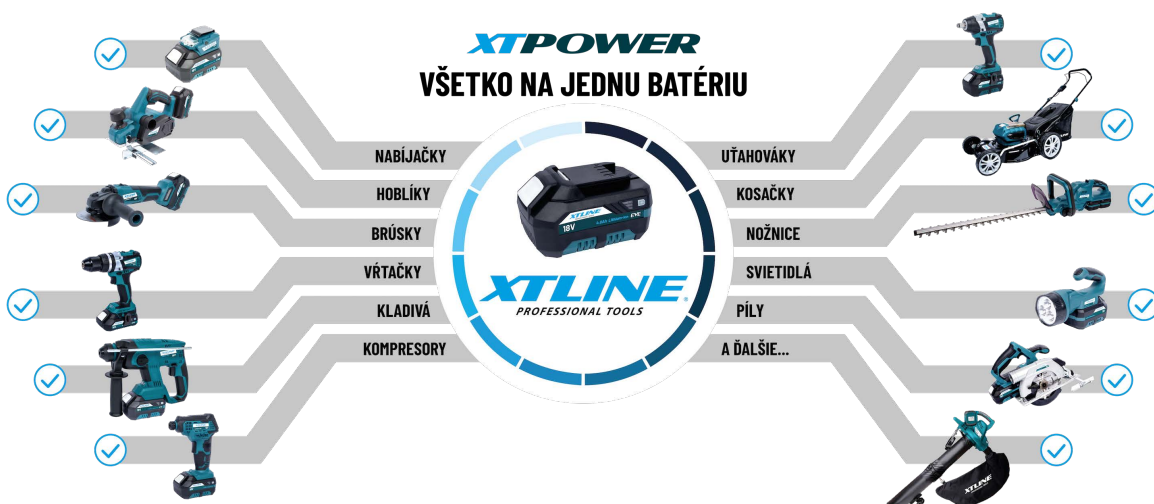 XTPOWER
VŠETKO NA JEDNU BATÉRIU
NABÍJAČKY
HOBLÍKY
BRÚSKY
VŔTAČKY
KLADIVÁ
KOMPRESORY
XTLINE
18V
XTLINE®
PROFESSIONAL TOOLS
UŤAHOVÁKY
KOSAČKY
NOŽNICE
SVIETIDLÁ
PÍLY
A ĎALŠIE...
XTLINE